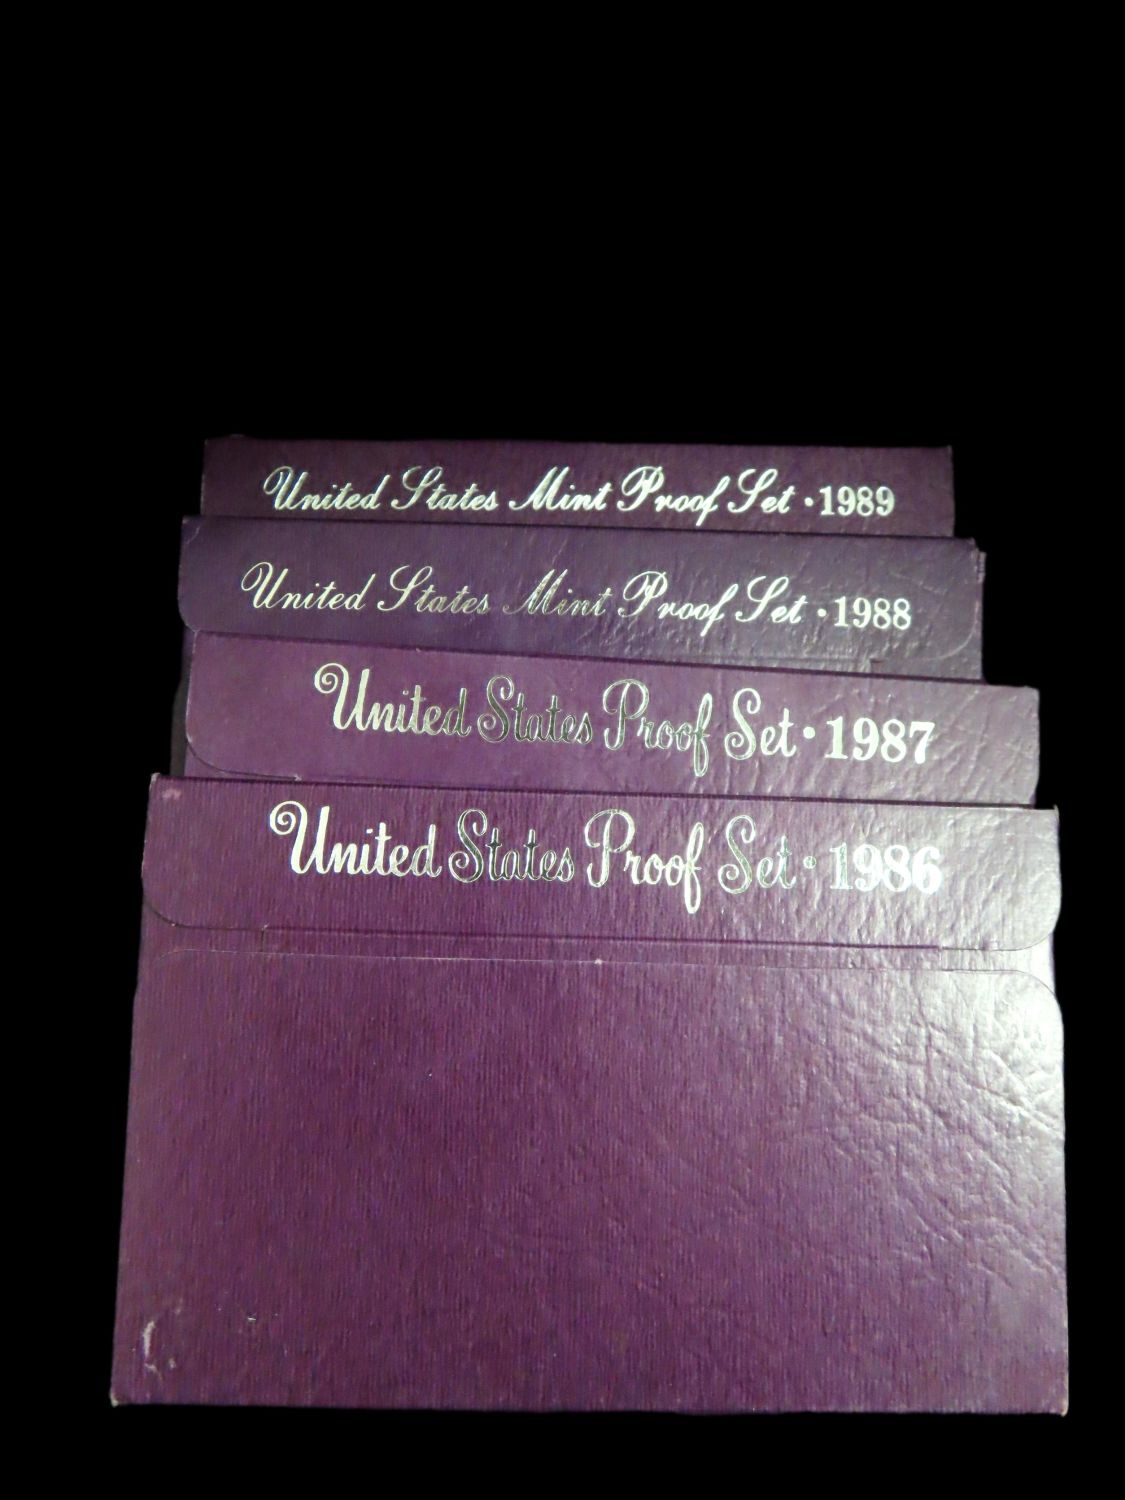 United States Mint Proof Set · 1989
United States Mint Proof Set · 1988
United States Proof Set · 1987
United States Proof Set · 1986